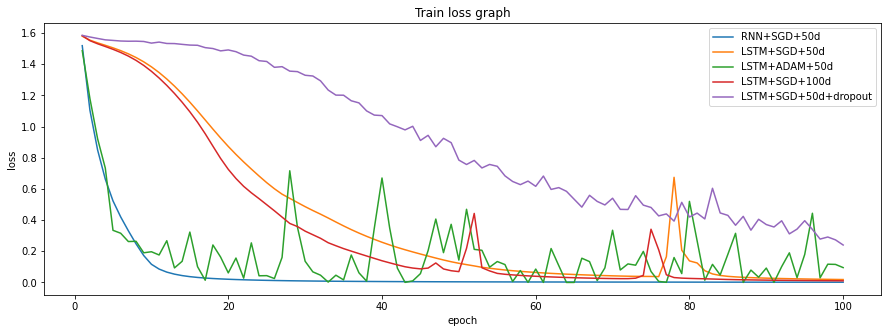 Train loss graph
1.6
1.4
1.2
1.0
0.8
0.6
0.4
0.2
0.0
loss
RNN+SGD+50d
LSTM+SGD+50d
LSTM+ADAM+50d
LSTM+SGD+100d
LSTM+SGD+50d+dropout
0 20 40 60 80 100
epoch